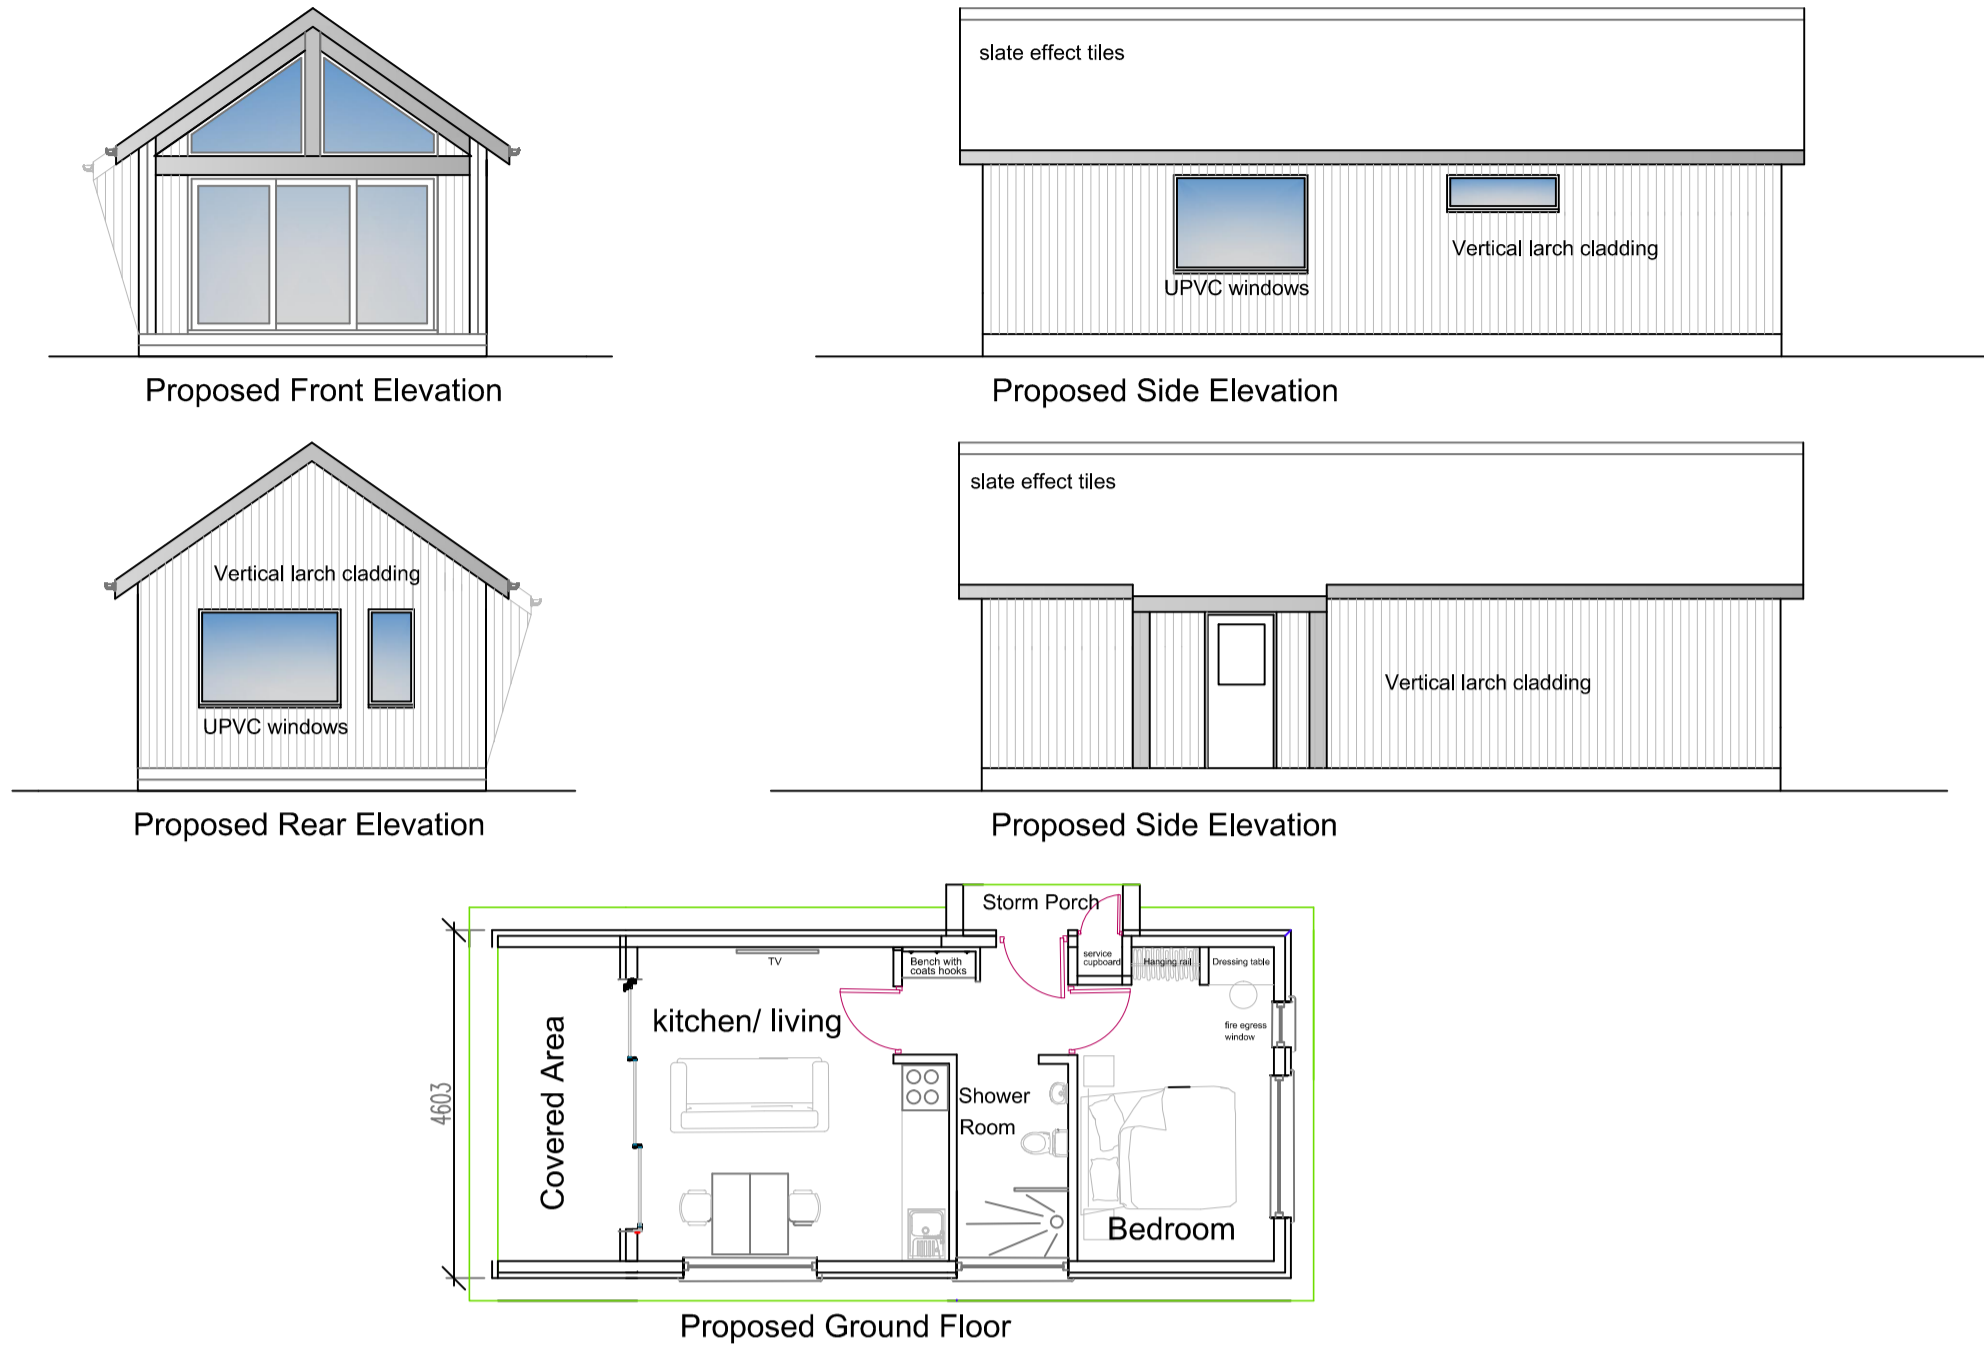 slate effect tiles
Vertical larch cladding
UPVC windows
Proposed Front Elevation
Proposed Side Elevation
slate effect tiles
Vertical larch cladding
UPVC windows
Vertical larch cladding
Proposed Rear Elevation
Proposed Side Elevation
Storm Porch
TV
Bench with
coats hooks
service
cupboard
Hanging rail
Dressing table
kitchen/ living
fire egress
window
Covered Area
4603
Shower
Room
Bedroom
Proposed Ground Floor